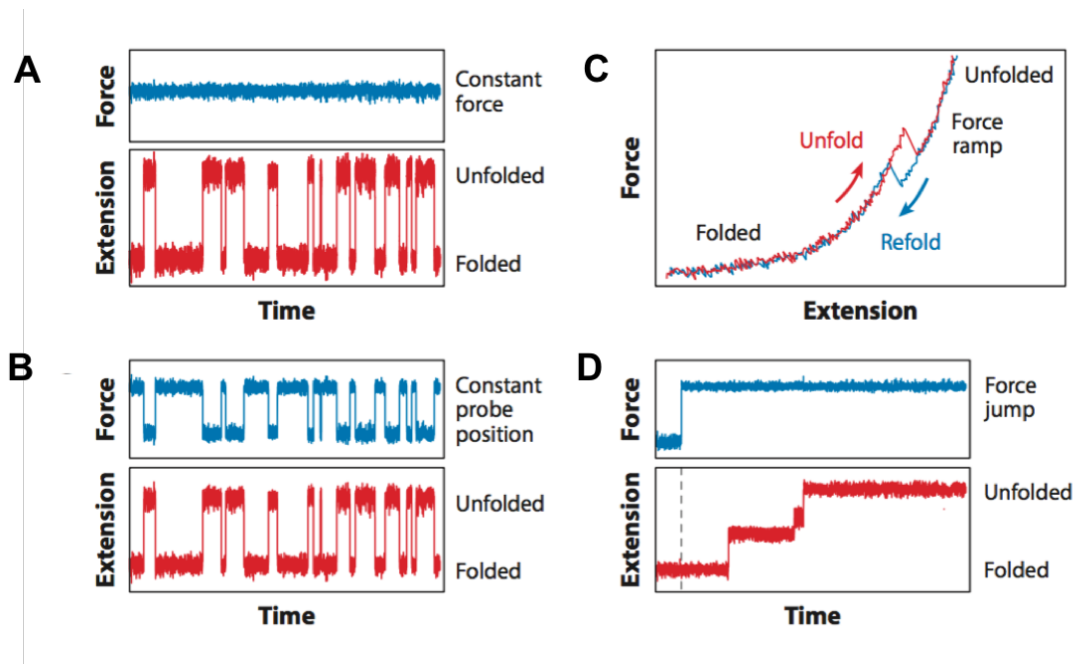 A
Force
Constant
force
Extension
Unfolded
Folded
Time
B
Force
Constant
probe
position
Extension
Unfolded
Folded
Time
C
Force
Unfolded
Force
ramp
Unfold
Folded
Refold
Extension
D
Force
Force
jump
Extension
Unfolded
Folded
Time